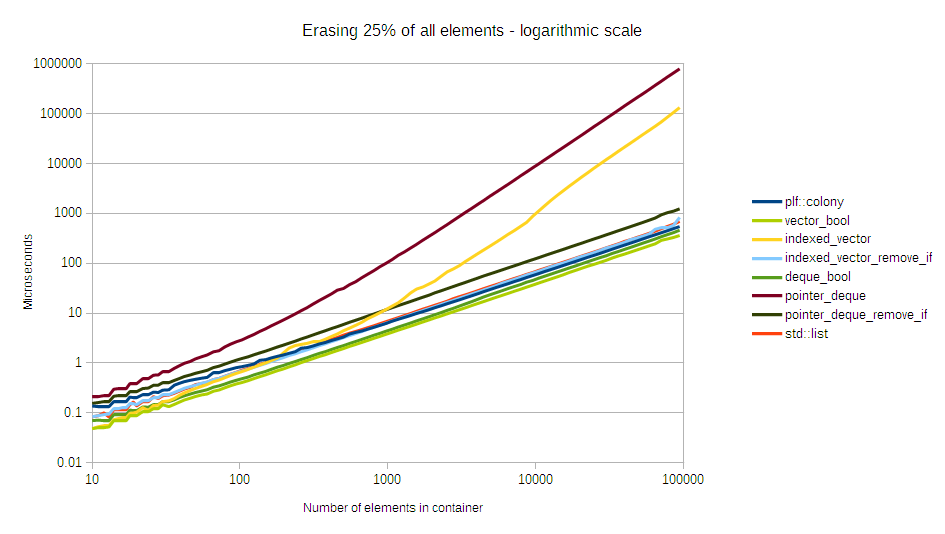 Erasing 25% of all elements - logarithmic scale
1000000
100000
10000
1000
100
10
1
0.1
0.01
Microseconds
10
100
1000
10000
100000
Number of elements in container
plf::colony
vector_bool
indexed_vector
indexed_vector_remove_if
deque_bool
pointer_deque
pointer_deque_remove_if
std::list